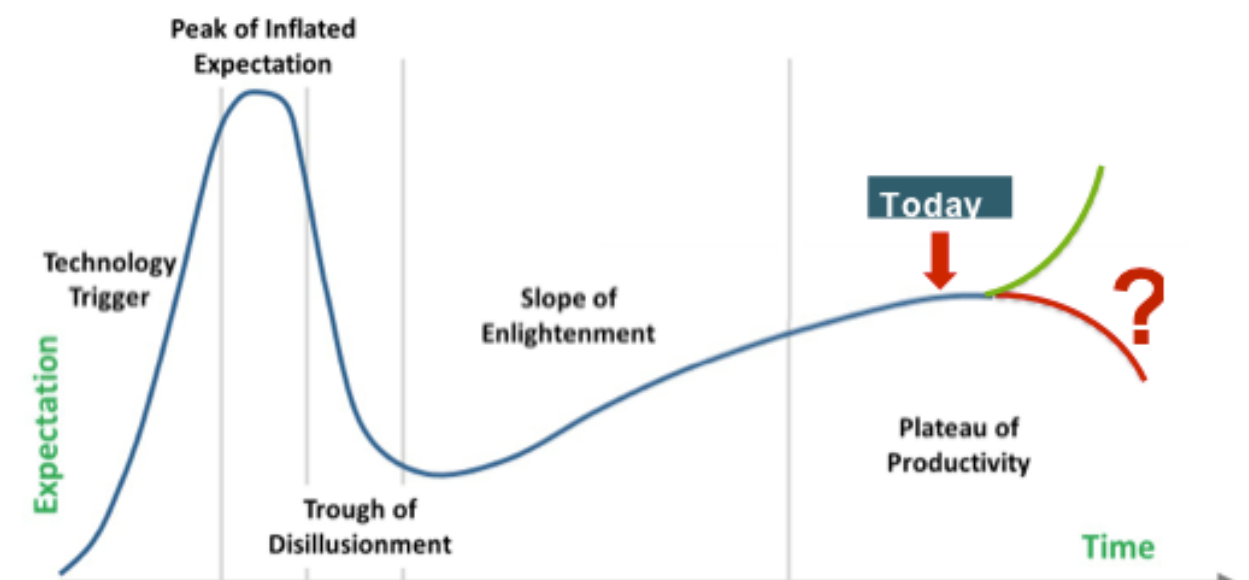 Peak of Inflated
Expectation
Today
Technology
Trigger
Slope of
Enlightenment
?
Expectation
Plateau of
Productivity
Trough of
Disillusionment
Time